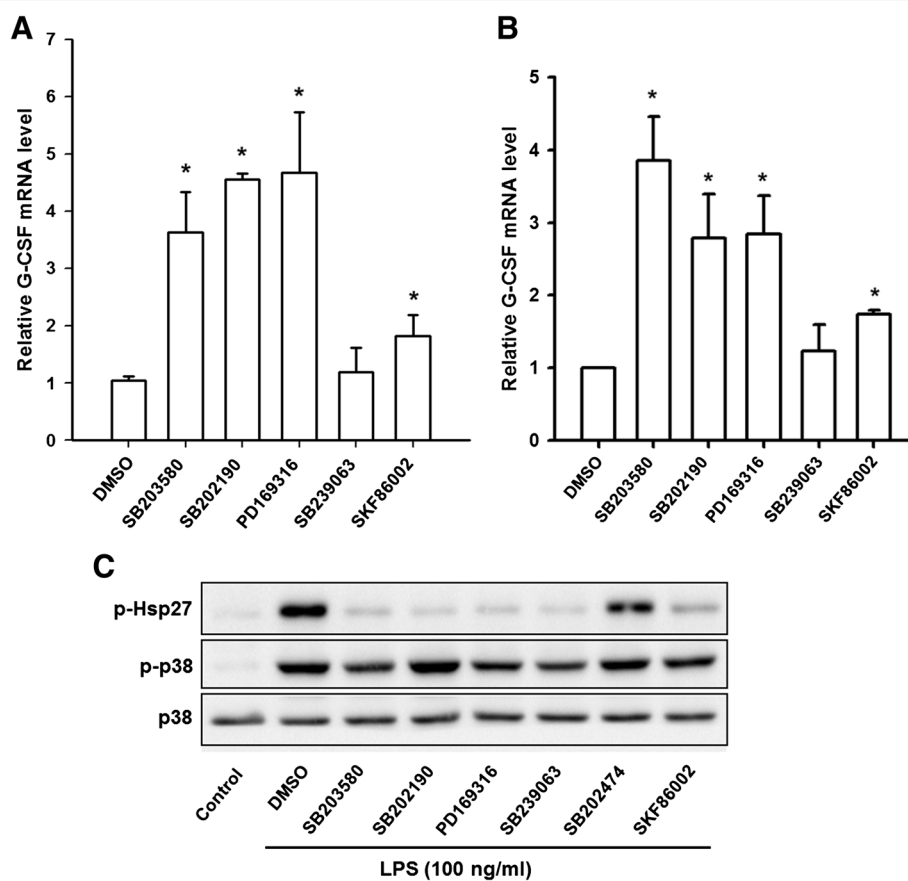 A
Relative G-CSF mRNA level
7
6
5
4
3
2
1
0
*
*
*
*
DMSO
SB203580
SB202190
PD169316
SB239063
SKF86002
B
Relative G-CSF mRNA level
5
4
3
2
1
0
*
*
*
*
DMSO
SB203580
SB202190
PD169316
SB239063
SKF86002
C
p-Hsp27
p-p38
p38
Control
DMSO
SB203580
SB202190
PD169316
SB239063
SB202474
SKF86002
LPS (100 ng/ml)